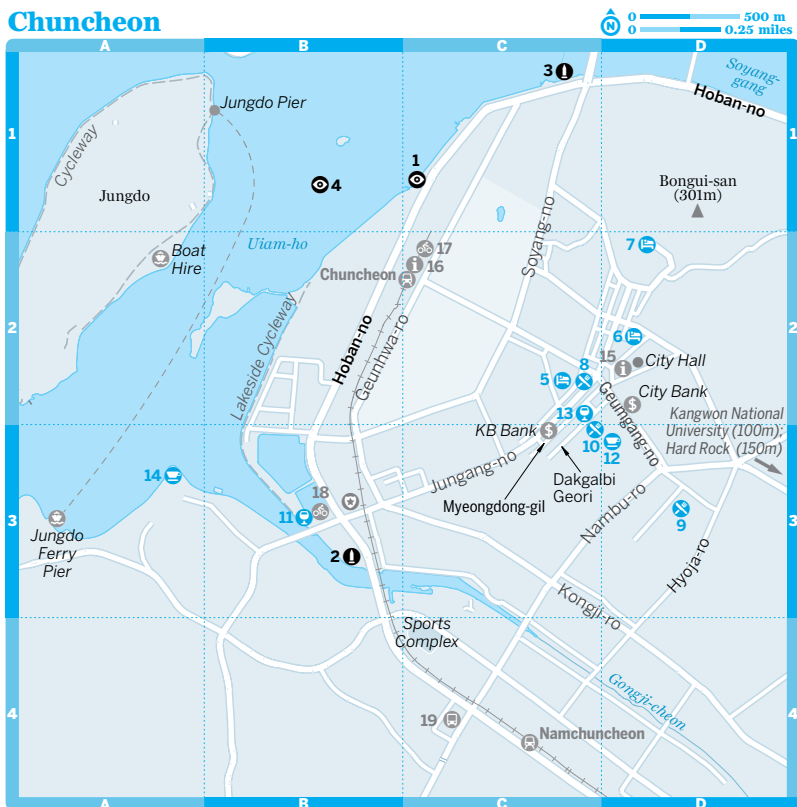 Chuncheon
N
0 500 m
0 0.25 miles
A B C D
Soyang-
gang
3
Hoban-no
Jungdo Pier
1 1
Cycleway
1
4
Bongui-san
(301m)
Jungdo
Soyang-no
Uiam-ho
7
17
Boat
Hire
i 16
Chuncheon
2 2
Lakeside Cycleway
Hoban-no
Geunhwa-ro
6
15 i
City Hall
5
8
City Bank
$
13
Geumgang-no
Kangwon National
University (100m);
Hard Rock (150m)
KB Bank $
10
12
Jungang-no
Dakgalbi
Geori
Myeongdong-gil
14
18
11
Nambu-ro
9
3 3
Jungdo
Ferry
Pier
2
Hyoja-ro
Kongji-ro
Sports
Complex
Gongji-cheon
4 4
19
Namchuncheon
A B C D